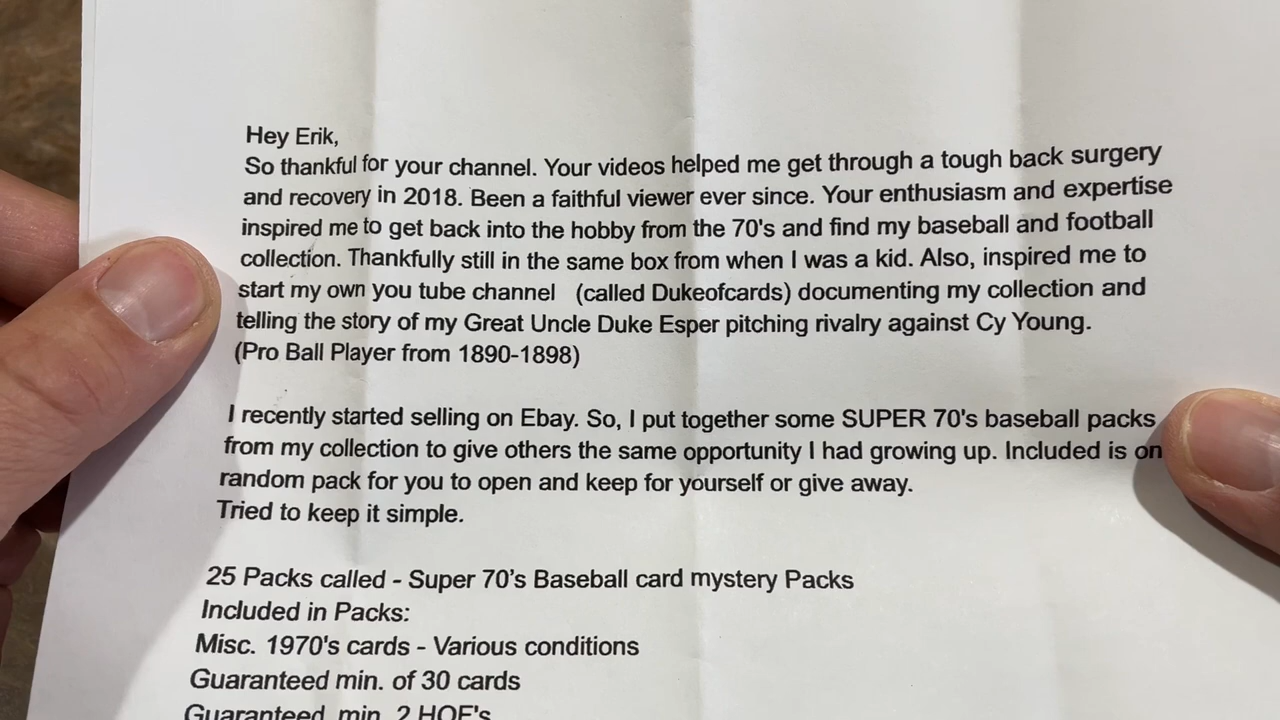 Hey Erik,
So thankful for your channel. Your videos helped me get through a tough back surgery
and recovery in 2018. Been a faithful viewer ever since. Your enthusiasm and expertise
inspired me to get back into the hobby from the 70's and find my baseball and football
collection. Thankfully still in the same box from when I was a kid. Also, inspired me to
start my own you tube channel (called Dukeofcards) documenting my collection and
telling the story of my Great Uncle Duke Esper pitching rivalry against Cy Young.
(Pro Ball Player from 1890-1898)
I recently started selling on Ebay. So, I put together some SUPER 70's baseball packs
from my collection to give others the same opportunity I had growing up. Included is on
random pack for you to open and keep for yourself or give away.
Tried to keep it simple.
25 Packs called - Super 70's Baseball card mystery Packs
Included in Packs:
Misc. 1970's cards - Various conditions
Guaranteed min. of 30 cards
Guaranteed min. 2 HOF's